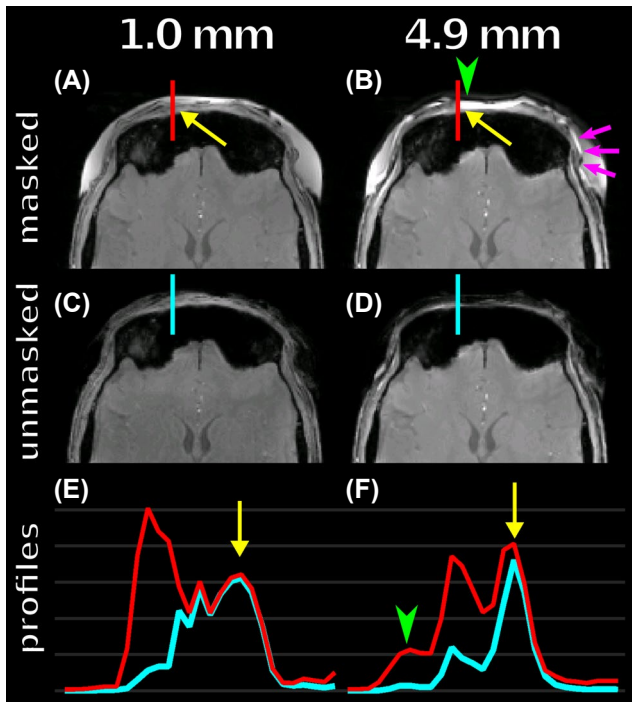 1.0 mm 4.9 mm
(A) (B)
masked
(C) (D)
unmasked
(E) (F)
profiles